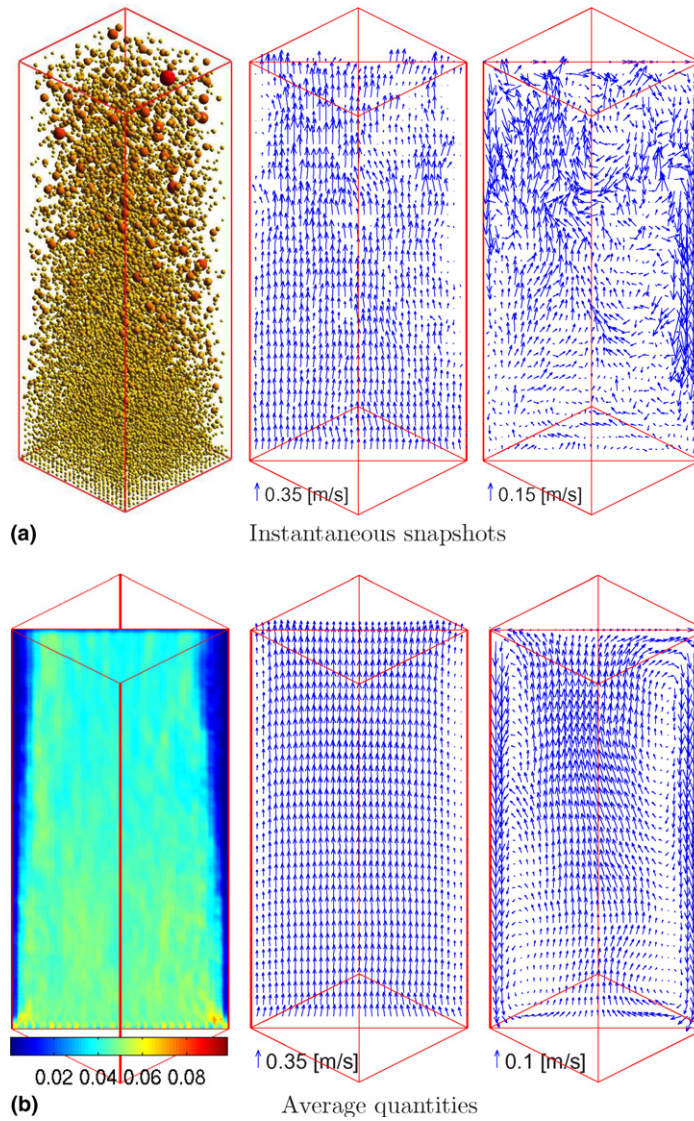 0.35 [m/s]
0.15 [m/s]
(a) Instantaneous snapshots
0.02 0.04 0.06 0.08
0.35 [m/s]
0.1 [m/s]
(b) Average quantities